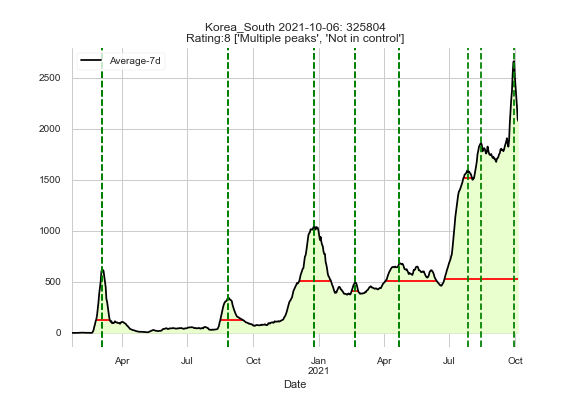 Korea_South 2021-10-06: 325804
Rating:8 ['Multiple peaks', 'Not in control']
Average-7d
2500
2000
1500
1000
500
0
Apr Jul Oct Jan Apr Jul Oct
2021
Date